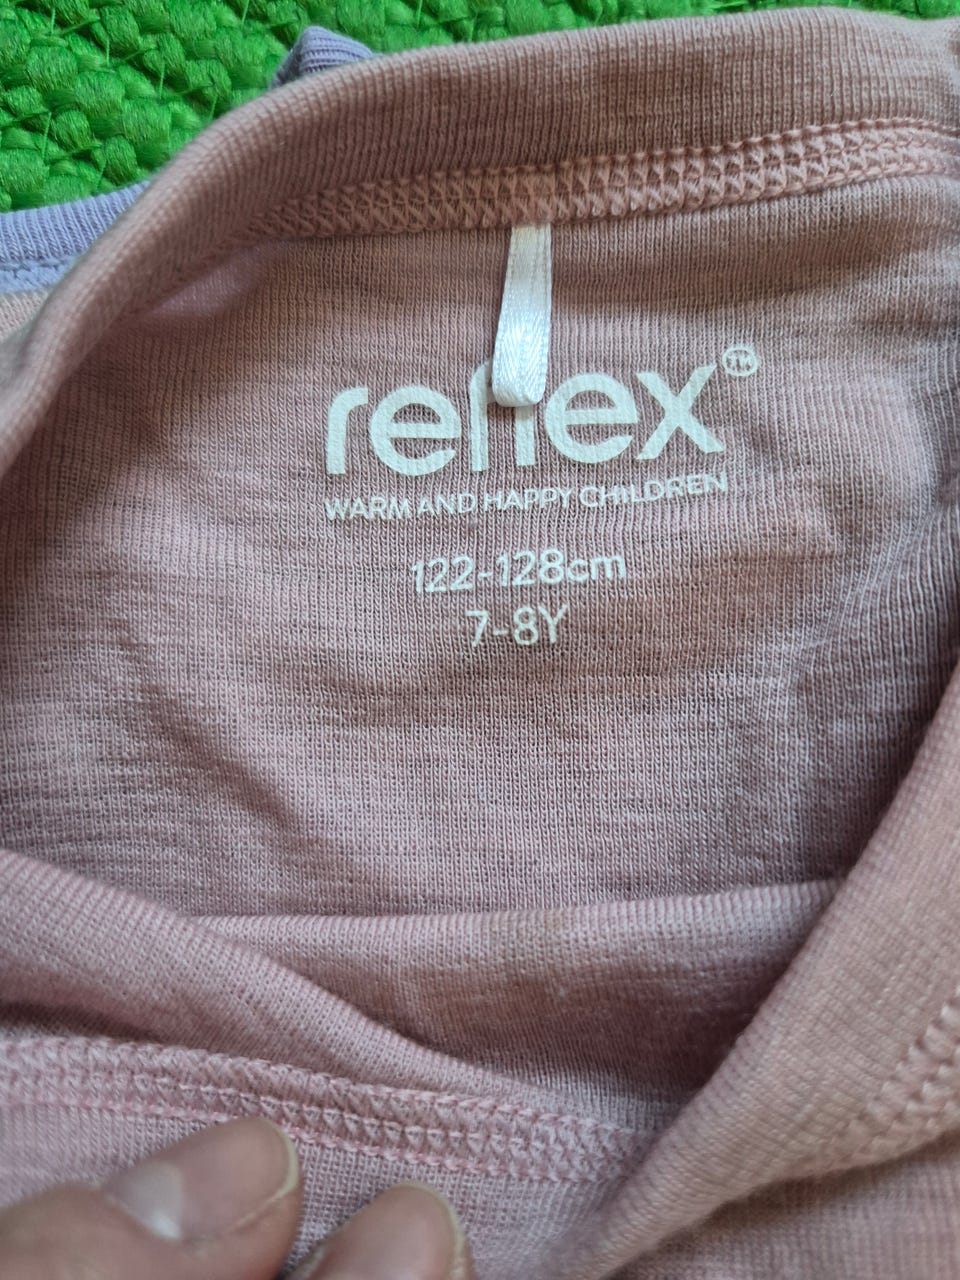 reflex™
WARM AND HAPPY CHILDREN
122-128cm
7-8Y